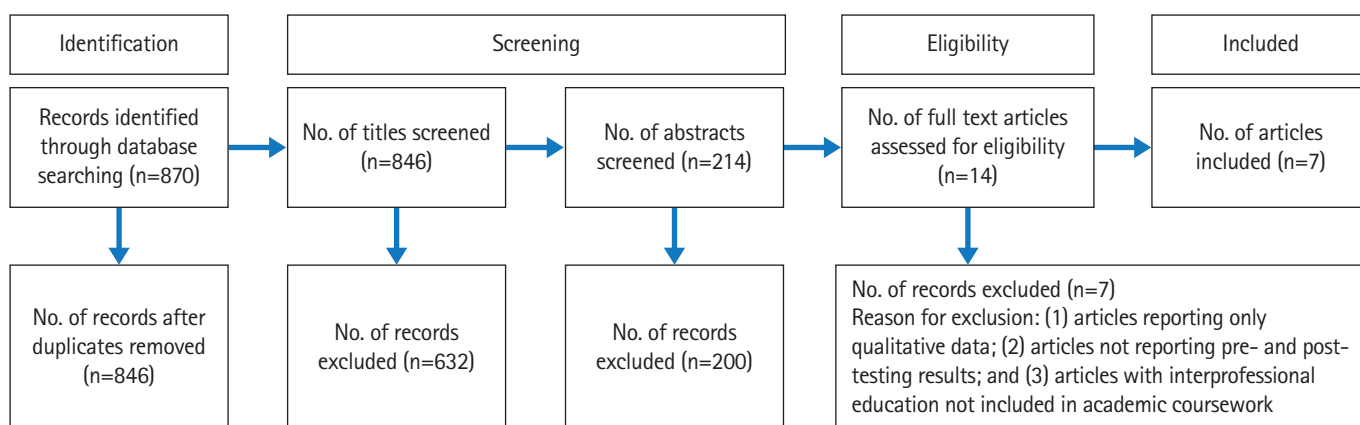 Identification
Screening
Eligibility
Included
Records identified
through database
searching (n=870)
No. of titles screened
(n=846)
No. of abstracts
screened (n=214)
No. of full text articles
assessed for eligibility
(n=14)
No. of articles
included (n=7)
No. of records after
duplicates removed
(n=846)
No. of records
excluded (n=632)
No. of records
excluded (n=200)
No. of records excluded (n=7)
Reason for exclusion: (1) articles reporting only
qualitative data; (2) articles not reporting pre- and post-
testing results; and (3) articles with interprofessional
education not included in academic coursework